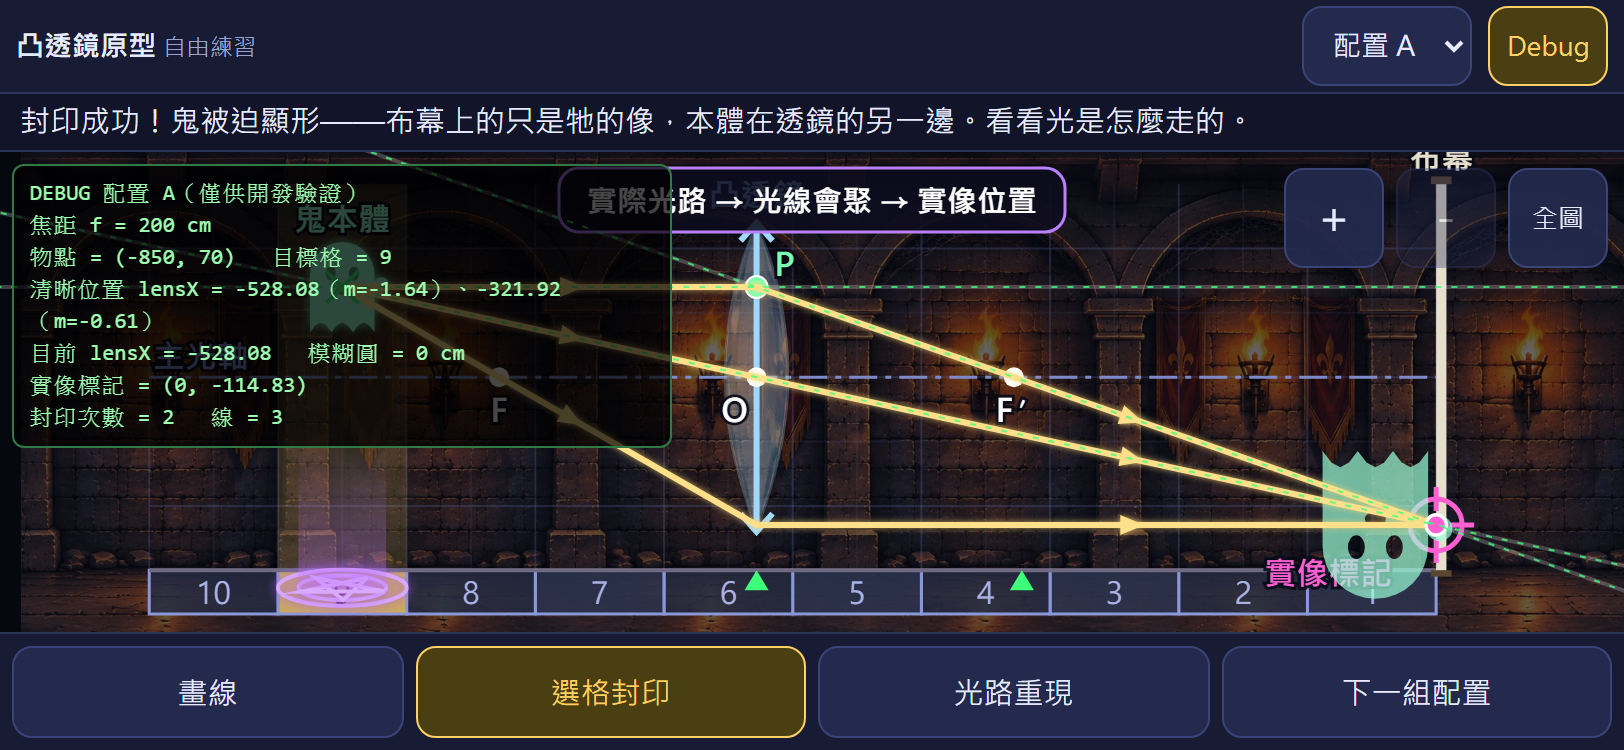 凸透鏡原型 自由練習
配置 A
Debug
封印成功！鬼被迫顯形——布幕上的只是牠的像，本體在透鏡的另一邊。看看光是怎麼走的。
布幕
DEBUG 配置 A（僅供開發驗證）
焦距 f = 200 cm
物點 = (-850, 70)　目標格 = 9
清晰位置 lensX = -528.08（m=-1.64）、-321.92
（m=-0.61）
目前 lensX = -528.08　模糊圓 = 0 cm
實像標記 = (0, -114.83)
封印次數 = 2　線 = 3
鬼本體
主光軸
凸透鏡
實際光路 → 光線會聚 → 實像位置
+
-
全圖
P
F
O
F′
實像標記
10
8
7
6
5
4
3
2
1
畫線
選格封印
光路重現
下一組配置